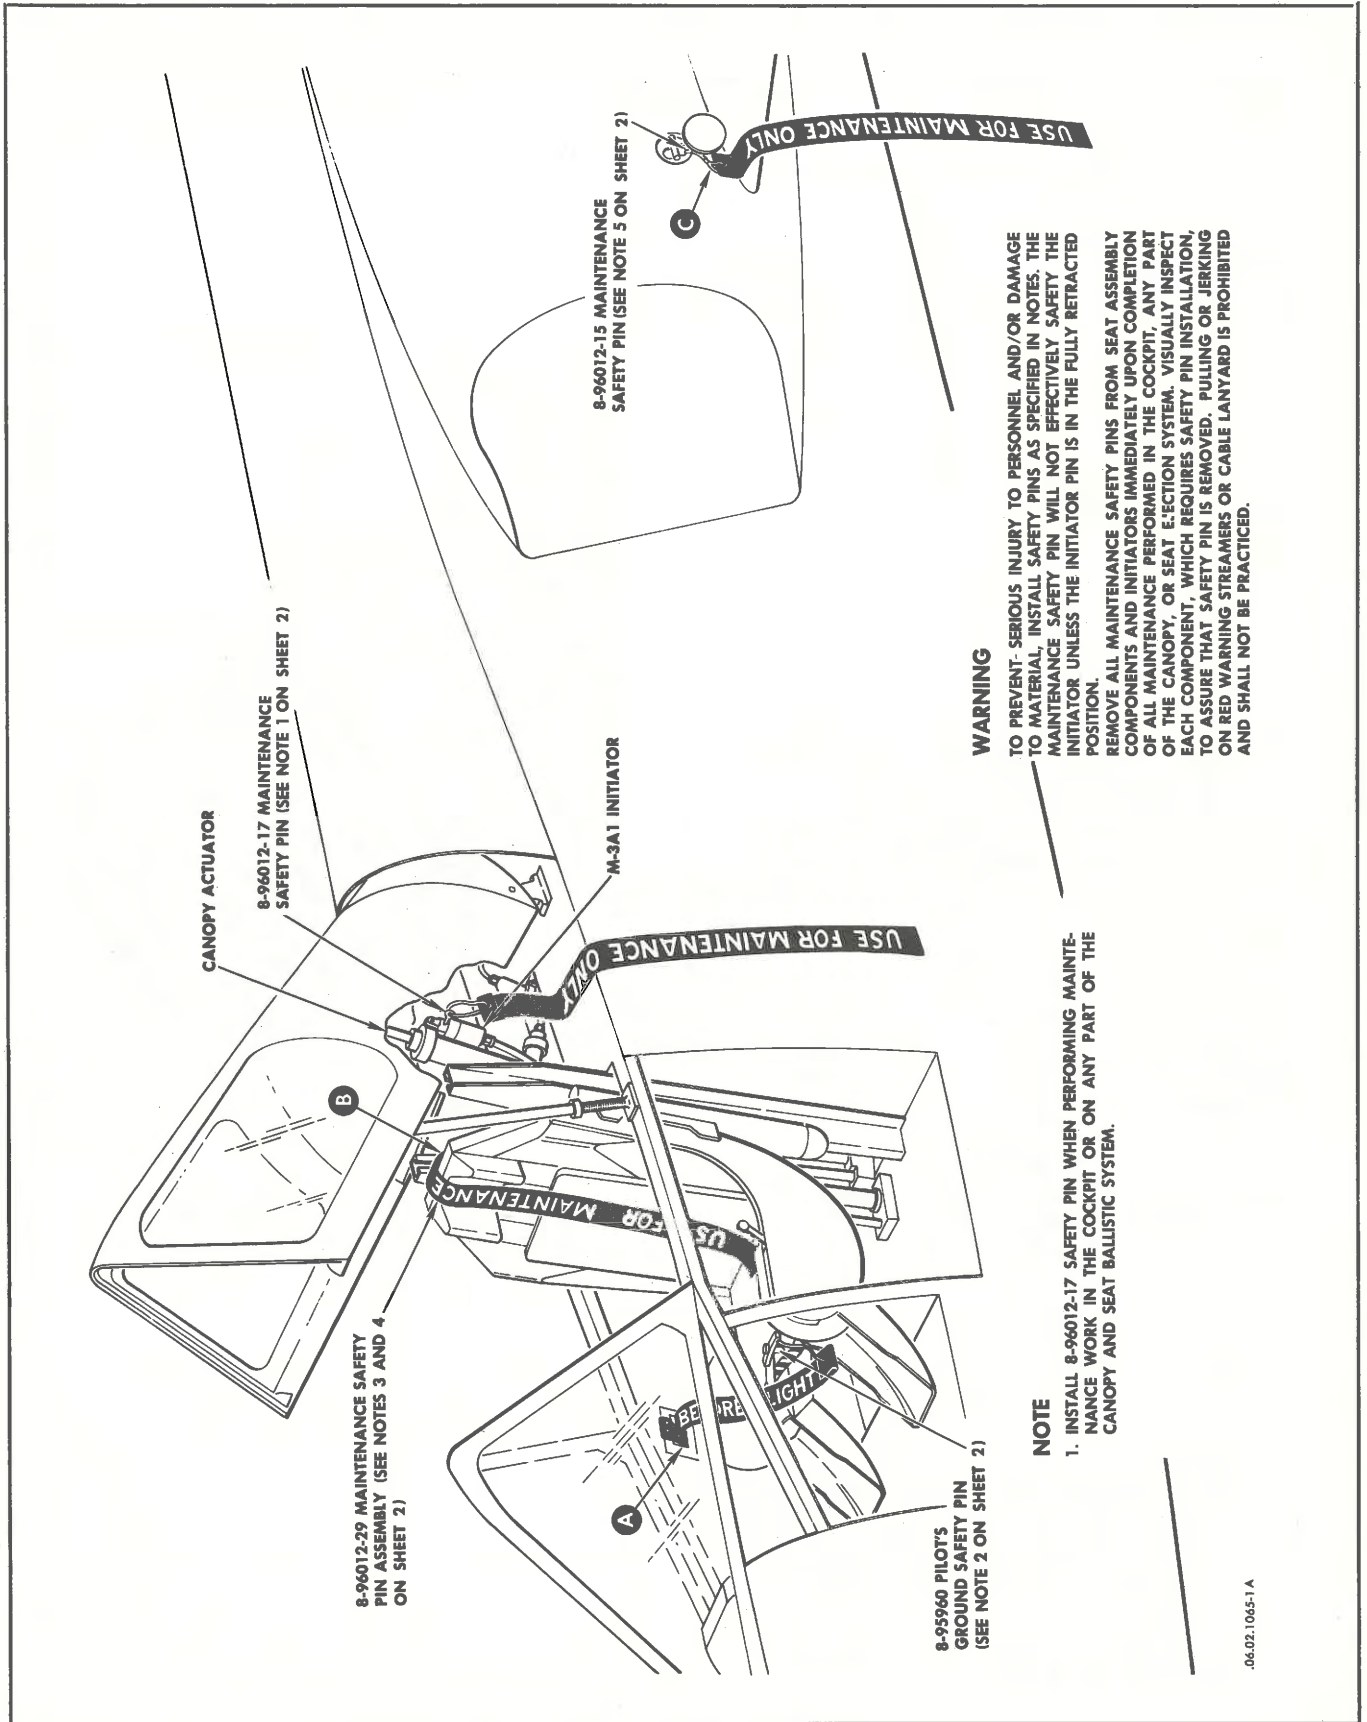 CANOPY ACTUATOR
8-96012-17 MAINTENANCE
SAFETY PIN (SEE NOTE 1 ON SHEET 2)
M-3A1 INITIATOR
8-96012-15 MAINTENANCE
SAFETY PIN (SEE NOTE 5 ON SHEET 2)
C
USE FOR MAINTENANCE ONLY
B
USE FOR MAINTENANCE ONLY
8-96012-29 MAINTENANCE SAFETY
PIN ASSEMBLY (SEE NOTES 3 AND 4
ON SHEET 2)
USE FOR MAINTENANCE
A
BEFORE LIGHT
8-95960 PILOT'S
GROUND SAFETY PIN
(SEE NOTE 2 ON SHEET 2)
NOTE
1. INSTALL 8-96012-17 SAFETY PIN WHEN PERFORMING MAINTE-
NANCE WORK IN THE COCKPIT OR ON ANY PART OF THE
CANOPY AND SEAT BALLISTIC SYSTEM.
WARNING
TO PREVENT- SERIOUS INJURY TO PERSONNEL AND/OR DAMAGE
TO MATERIAL, INSTALL SAFETY PINS AS SPECIFIED IN NOTES. THE
MAINTENANCE SAFETY PIN WILL NOT EFFECTIVELY SAFETY THE
INITIATOR UNLESS THE INITIATOR PIN IS IN THE FULLY RETRACTED
POSITION.
REMOVE ALL MAINTENANCE SAFETY PINS FROM SEAT ASSEMBLY
COMPONENTS AND INITIATORS IMMEDIATELY UPON COMPLETION
OF ALL MAINTENANCE PERFORMED IN THE COCKPIT, ANY PART
OF THE CANOPY, OR SEAT EJECTION SYSTEM. VISUALLY INSPECT
EACH COMPONENT, WHICH REQUIRES SAFETY PIN INSTALLATION,
TO ASSURE THAT SAFETY PIN IS REMOVED. PULLING OR JERKING
ON RED WARNING STREAMERS OR CABLE LANYARD IS PROHIBITED
AND SHALL NOT BE PRACTICED.
.06.02.1065-1 A